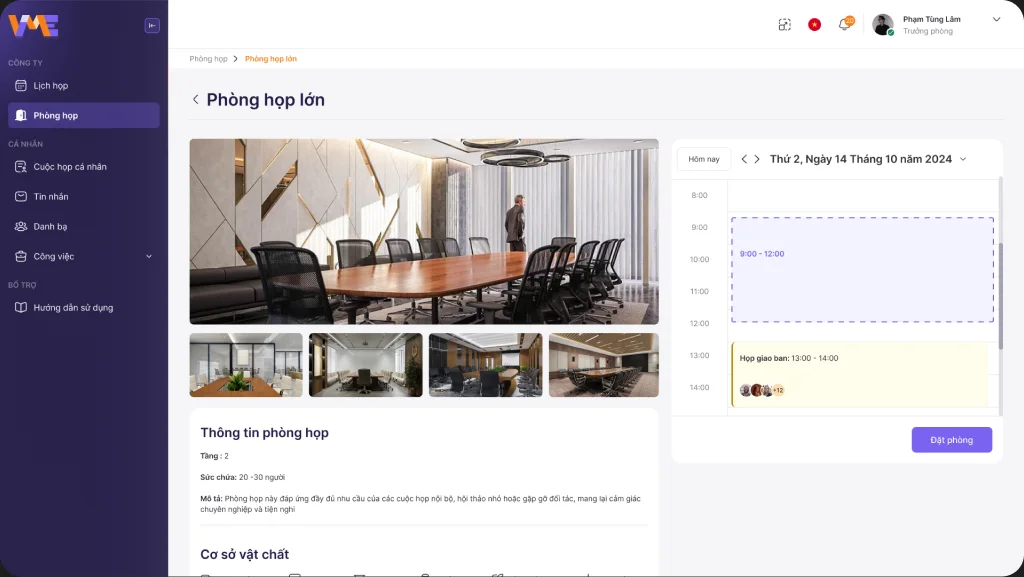 VME
CÔNG TY
Lịch họp
Phòng họp
CÁ NHÂN
Cuộc họp cá nhân
Tin nhắn
Danh bạ
Công việc
BỔ TRỢ
Hướng dẫn sử dụng
Phạm Tùng Lâm
Trưởng phòng
Phòng họp > Phòng họp lớn
Phòng họp lớn
Thông tin phòng họp
Tầng : 2
Sức chứa: 20 -30 người
Mô tả: Phòng họp này đáp ứng đầy đủ nhu cầu của các cuộc họp nội bộ, hội thảo nhỏ hoặc gặp gỡ đối tác, mang lại cảm giác
chuyên nghiệp và tiện nghi
Cơ sở vật chất
Hôm nay
Thứ 2, Ngày 14 Tháng 10 năm 2024
8:00
9:00
9:00 - 12:00
10:00
11:00
12:00
13:00
Họp giao ban: 13:00 - 14:00
14:00
+12
Đặt phòng